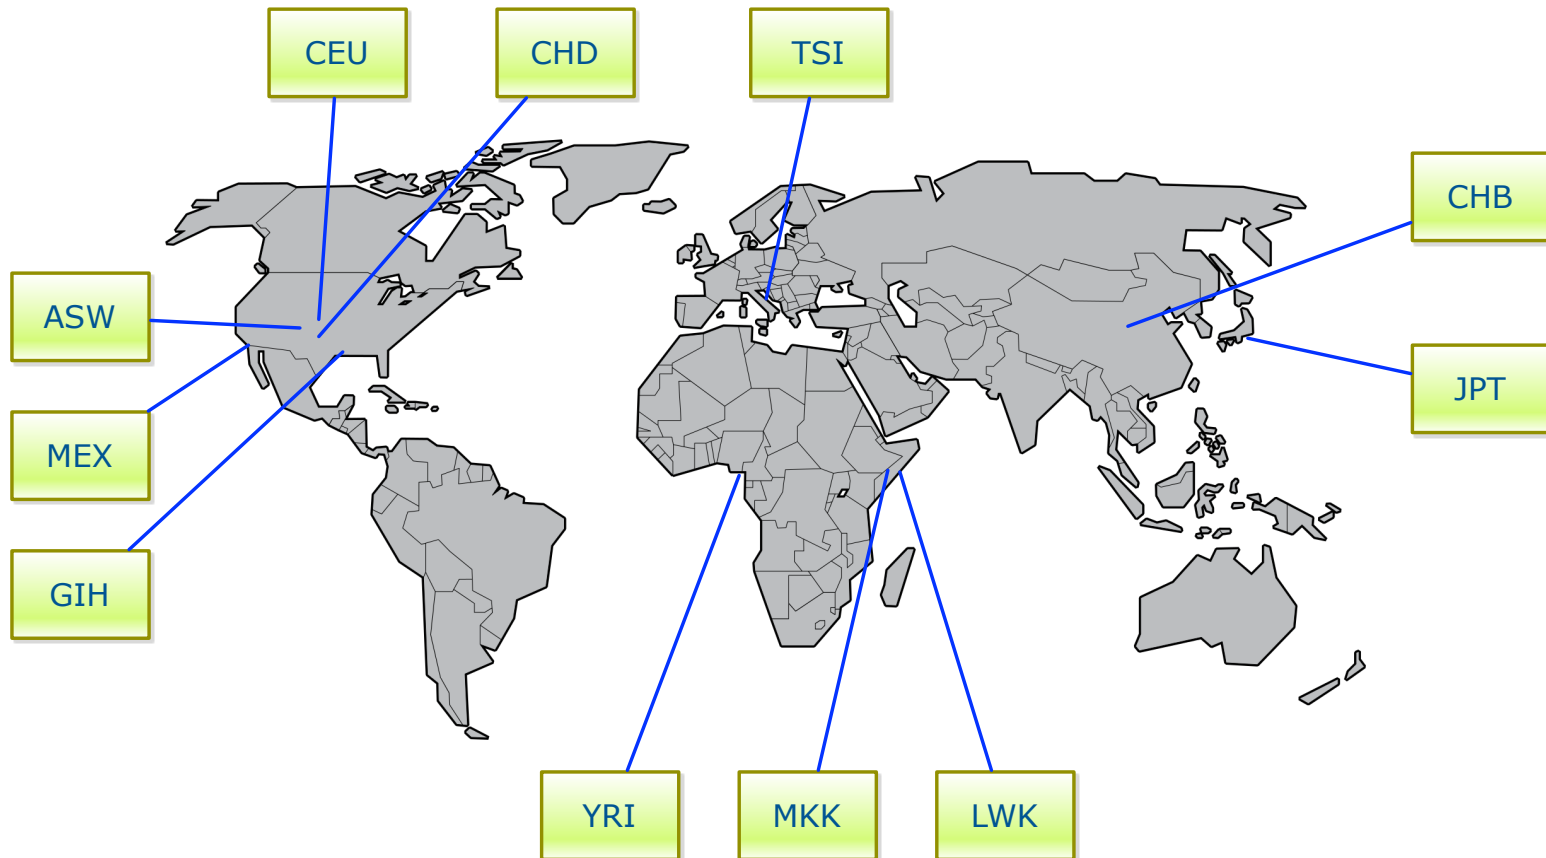 CEU
CHD
TSI
CHB
ASW
JPT
MEX
GIH
YRI
MKK
LWK